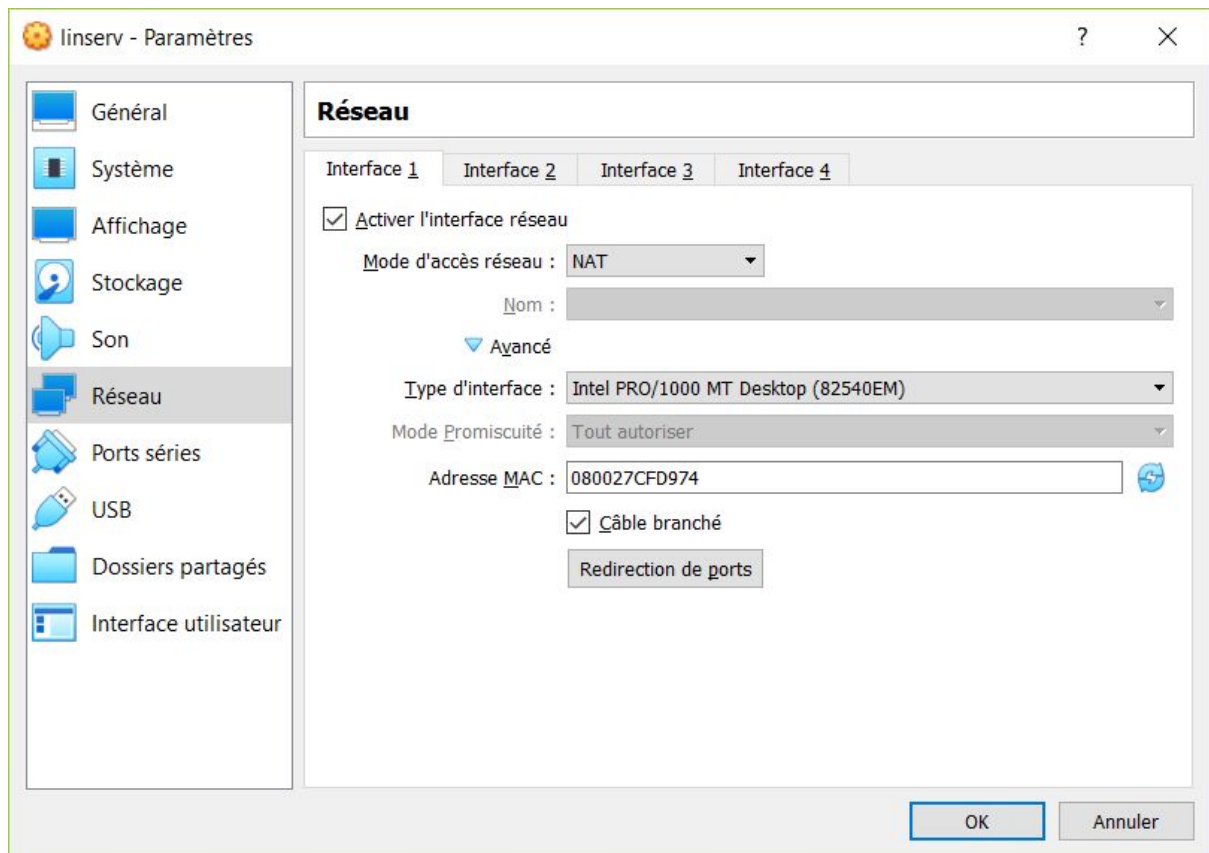 linserv - Paramètres
?
Général
Système
Affichage
Stockage
Son
Réseau
Ports séries
USB
Dossiers partagés
Interface utilisateur
Réseau
Interface 1 Interface 2 Interface 3 Interface 4
Activer l'interface réseau
Mode d'accès réseau : NAT
Nom :
Avancé
Type d'interface : Intel PRO/1000 MT Desktop (82540EM)
Mode Promiscuité : Tout autoriser
Adresse MAC : 080027CFD974
Câble branché
Redirection de ports
OK Annuler